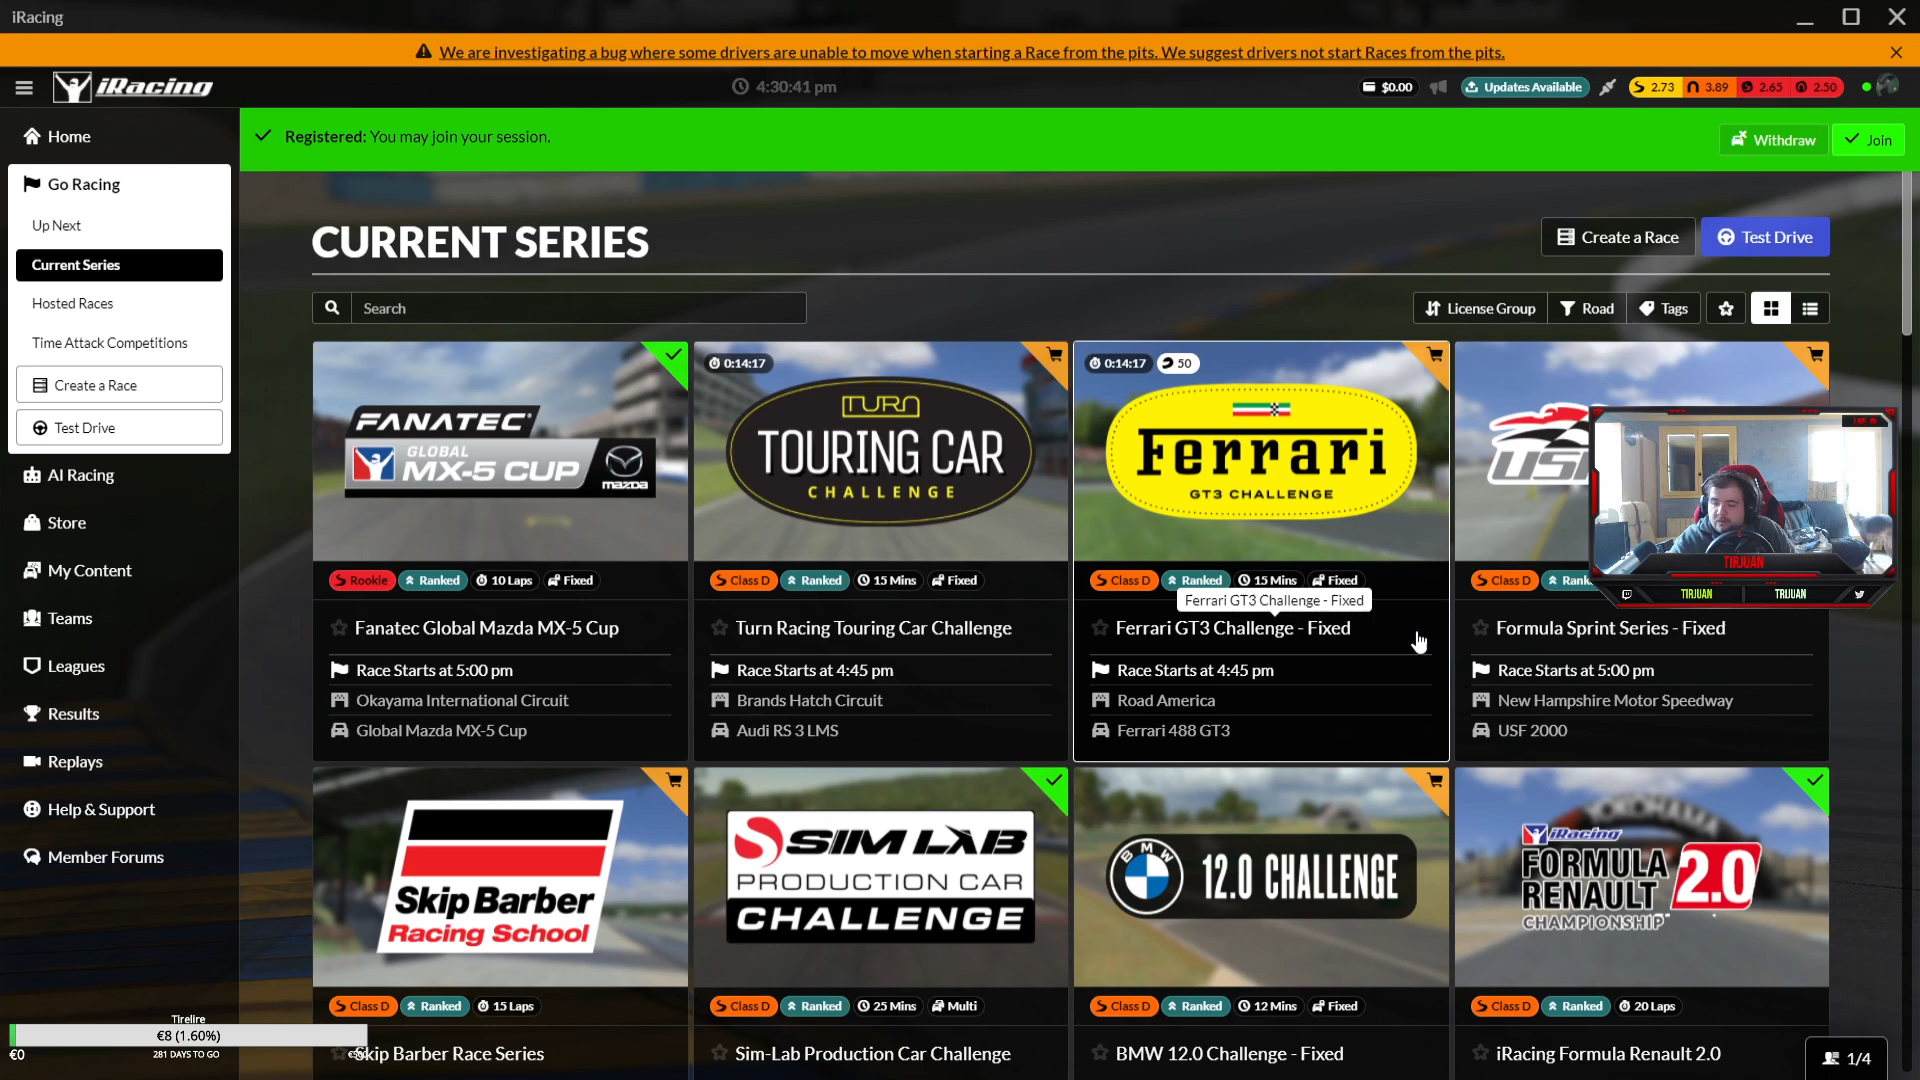 iRacing
We are investigating a bug where some drivers are unable to move when starting a Race from the pits. We suggest drivers not start Races from the pits.
iRacing
4:30:41 pm
$0.00
Updates Available
2.73
3.89
2.65
2.50
Home
Registered: You may join your session.
Withdraw
Join
Go Racing
Up Next
Current Series
Hosted Races
Time Attack Competitions
Create a Race
Test Drive
AI Racing
Store
My Content
Teams
Leagues
Results
Replays
Help & Support
Member Forums
CURRENT SERIES
Create a Race
Test Drive
Search
License Group
Road
Tags
FANATEC
GLOBAL
MX-5 CUP
mazda
Rookie
Ranked
10 Laps
Fixed
Fanatec Global Mazda MX-5 Cup
Race Starts at 5:00 pm
Okayama International Circuit
Global Mazda MX-5 Cup
0:14:17
TURN
TOURING CAR
CHALLENGE
Class D
Ranked
15 Mins
Fixed
Turn Racing Touring Car Challenge
Race Starts at 4:45 pm
Brands Hatch Circuit
Audi RS 3 LMS
0:14:17
50
Ferrari
GT3 CHALLENGE
Class D
Ranked
15 Mins
Fixed
Ferrari GT3 Challenge - Fixed
Ferrari GT3 Challenge - Fixed
Race Starts at 4:45 pm
Road America
Ferrari 488 GT3
Class D
TIRJUAN
TIRJUAN
TIRJUAN
Formula Sprint Series - Fixed
Race Starts at 5:00 pm
New Hampshire Motor Speedway
USF 2000
Skip Barber
Racing School
Class D
Ranked
15 Laps
Skip Barber Race Series
SIM LAB
PRODUCTION CAR
CHALLENGE
Class D
Ranked
25 Mins
Multi
Sim-Lab Production Car Challenge
BMW
12.0 CHALLENGE
Class D
Ranked
12 Mins
Fixed
BMW 12.0 Challenge - Fixed
YOKOHAMA
iRacing
FORMULA
RENAULT 2.0
CHAMPIONSHIP
Class D
Ranked
20 Laps
iRacing Formula Renault 2.0
Tirelire
€8 (1.60%)
€0
281 DAYS TO GO
1/4